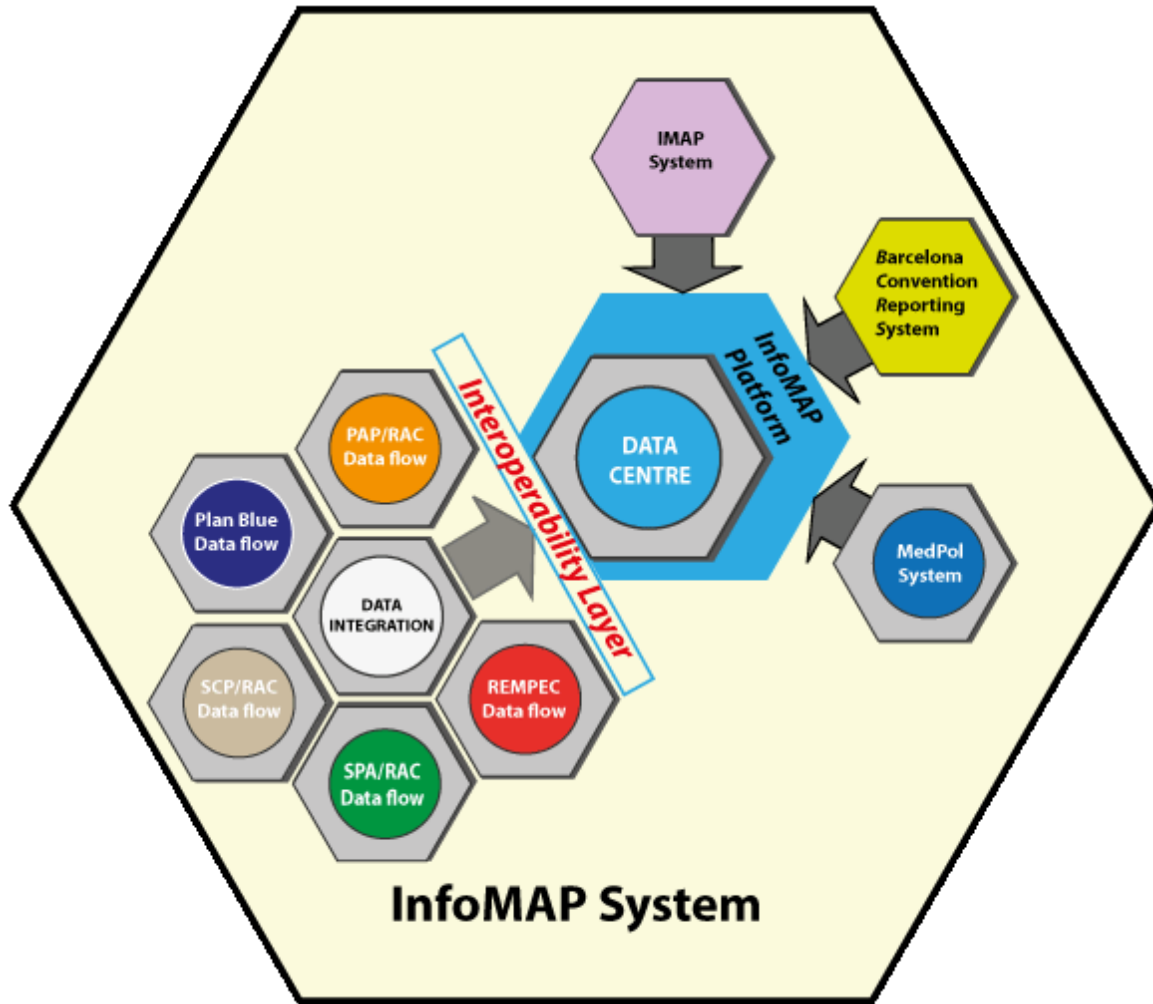 IMAP
System
Barcelona
Convention
Reporting
System
InfoMAP
Platform
Interoperability Layer
DATA
CENTRE
PAP/RAC
Data flow
Plan Blue
Data flow
MedPol
System
DATA
INTEGRATION
SCP/RAC
Data flow
REMPEC
Data flow
SPA/RAC
Data flow
InfoMAP System